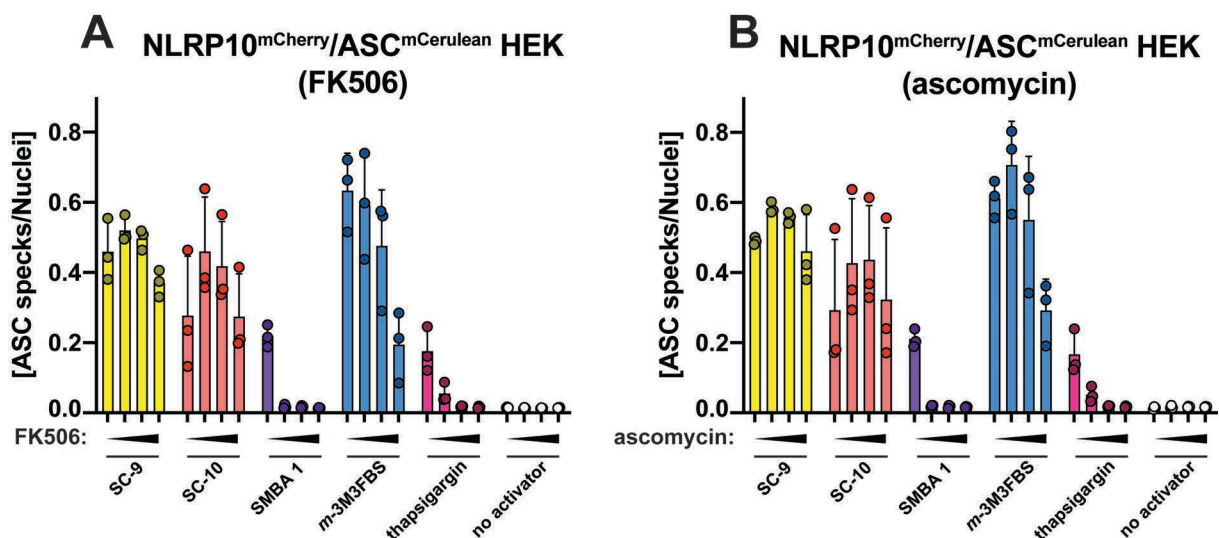 A
NLRP10mCherry/ASCmCerulean HEK
(FK506)
[ASC specks/Nuclei]
0.8
0.6
0.4
0.2
0.0
FK506:
SC-9
SC-10
SMBA 1
m-3M3FBS
thapsigargin
no activator
B
NLRP10mCherry/ASCmCerulean HEK
(ascomycin)
[ASC specks/Nuclei]
0.8
0.6
0.4
0.2
0.0
ascomycin:
SC-9
SC-10
SMBA 1
m-3M3FBS
thapsigargin
no activator